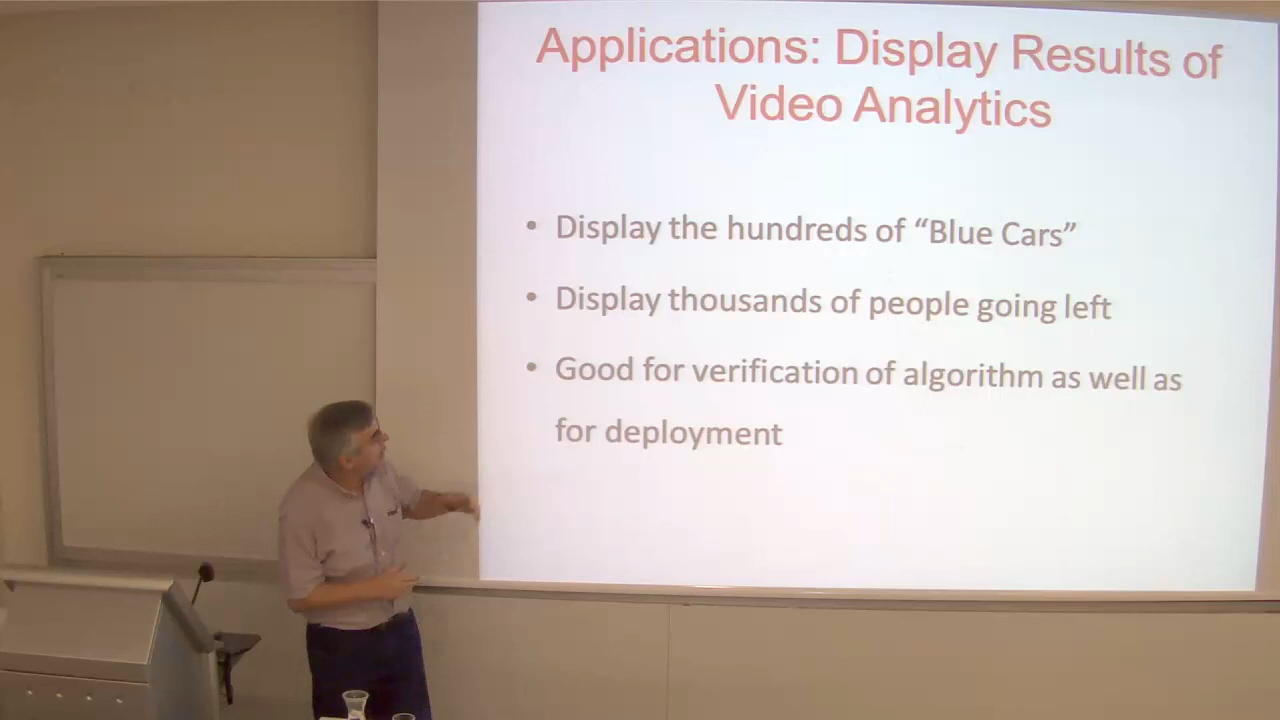 Applications: Display Results of
Video Analytics
• Display the hundreds of “Blue Cars”
• Display thousands of people going left
• Good for verification of algorithm as well as
for deployment